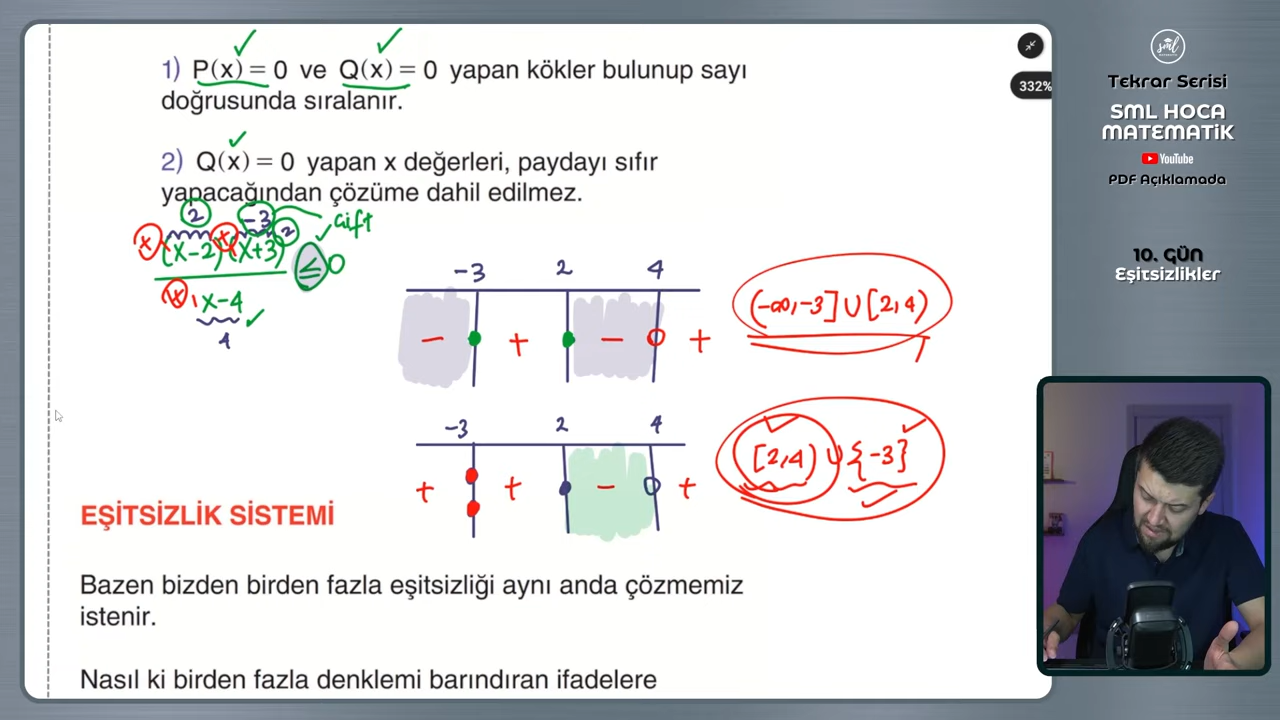 1) P(x) = 0 ve Q(x) = 0 yapan kökler bulunup sayı
doğrusunda sıralanır.
2) Q(x) = 0 yapan x değerleri, paydayı sıfır
yapacağından çözüme dahil edilmez.
2 -3 çift
(x-2) (x+3)² ≤ 0
x-4
4
-3 2 4
- + - +
(-∞,-3] ∪ [2,4)
-3 2 4
+ + - +
[2,4) ∪ {-3}
EŞİTSİZLİK SİSTEMİ
Bazen bizden birden fazla eşitsizliği aynı anda çözmemiz
istenir.
Nasıl ki birden fazla denklemi barındıran ifadelere
332%
sml
Tekrar Serisi
SML HOCA
MATEMATİK
YouTube
PDF Açıklamada
10. GÜN
Eşitsizlikler